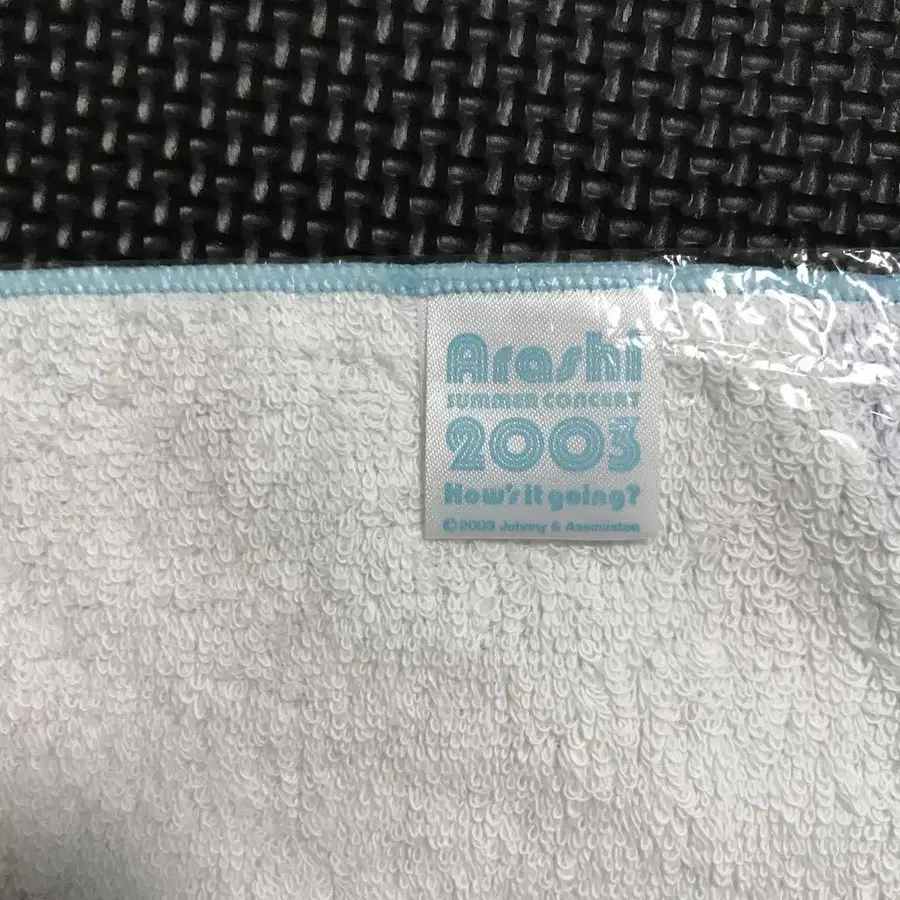 Arashi
SUMMER CONCERT
2003
How's it going?
© 2003 Johnny & Associates